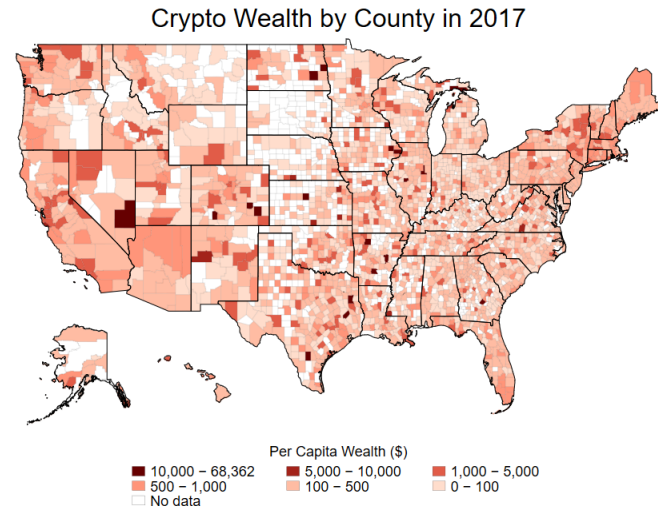 Crypto Wealth by County in 2017
Per Capita Wealth ($)
10,000 − 68,362 5,000 − 10,000 1,000 − 5,000
500 − 1,000 100 − 500 0 − 100
No data